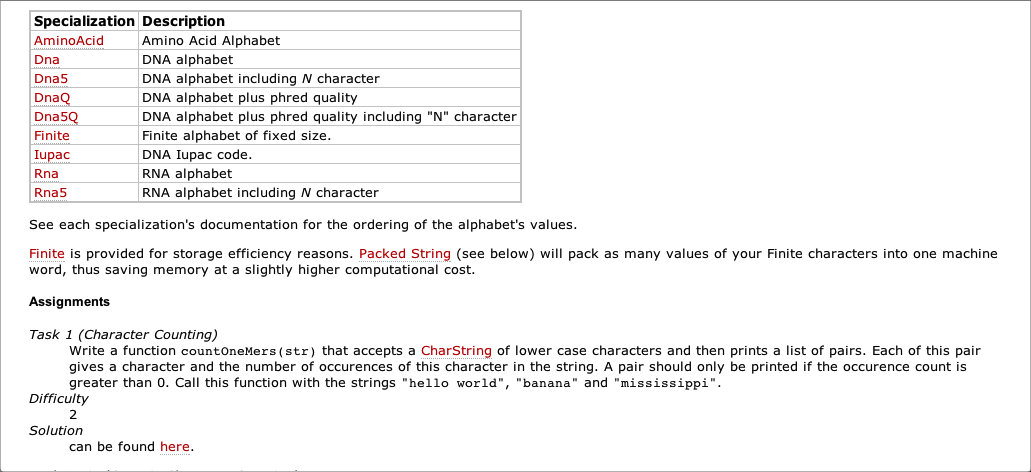 Specialization Description
AminoAcid Amino Acid Alphabet
Dna DNA alphabet
Dna5 DNA alphabet including N character
DnaQ DNA alphabet plus phred quality
Dna5Q DNA alphabet plus phred quality including "N" character
Finite Finite alphabet of fixed size.
Iupac DNA Iupac code.
Rna RNA alphabet
Rna5 RNA alphabet including N character
See each specialization's documentation for the ordering of the alphabet's values.
Finite is provided for storage efficiency reasons. Packed String (see below) will pack as many values of your Finite characters into one machine
word, thus saving memory at a slightly higher computational cost.
Assignments
Task 1 (Character Counting)
Write a function countOneMers(str) that accepts a CharString of lower case characters and then prints a list of pairs. Each of this pair
gives a character and the number of occurences of this character in the string. A pair should only be printed if the occurence count is
greater than 0. Call this function with the strings "hello world", "banana" and "mississippi".
Difficulty
2
Solution
can be found here.